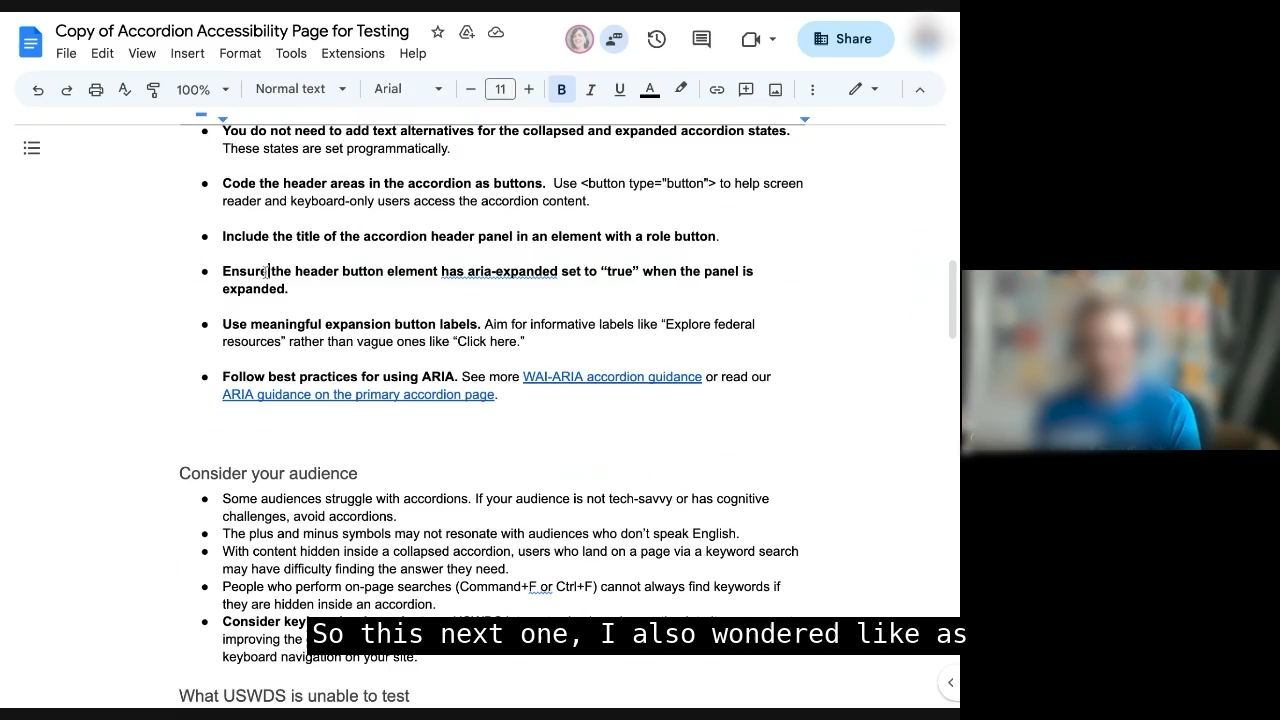 Copy of Accordion Accessibility Page for Testing
File Edit View Insert Format Tools Extensions Help
Share
100% Normal text Arial 11 B I U A
You do not need to add text alternatives for the collapsed and expanded accordion states.
These states are set programmatically.
Code the header areas in the accordion as buttons. Use <button type="button"> to help screen
reader and keyboard-only users access the accordion content.
Include the title of the accordion header panel in an element with a role button.
Ensure the header button element has aria-expanded set to “true” when the panel is
expanded.
Use meaningful expansion button labels. Aim for informative labels like “Explore federal
resources” rather than vague ones like “Click here.”
Follow best practices for using ARIA. See more WAI-ARIA accordion guidance or read our
ARIA guidance on the primary accordion page.
Consider your audience
Some audiences struggle with accordions. If your audience is not tech-savvy or has cognitive
challenges, avoid accordions.
The plus and minus symbols may not resonate with audiences who don’t speak English.
With content hidden inside a collapsed accordion, users who land on a page via a keyword search
may have difficulty finding the answer they need.
People who perform on-page searches (Command+F or Ctrl+F) cannot always find keywords if
they are hidden inside an accordion.
Consider key
improving the
keyboard navigation on your site.
So this next one, I also wondered like as
What USWDS is unable to test